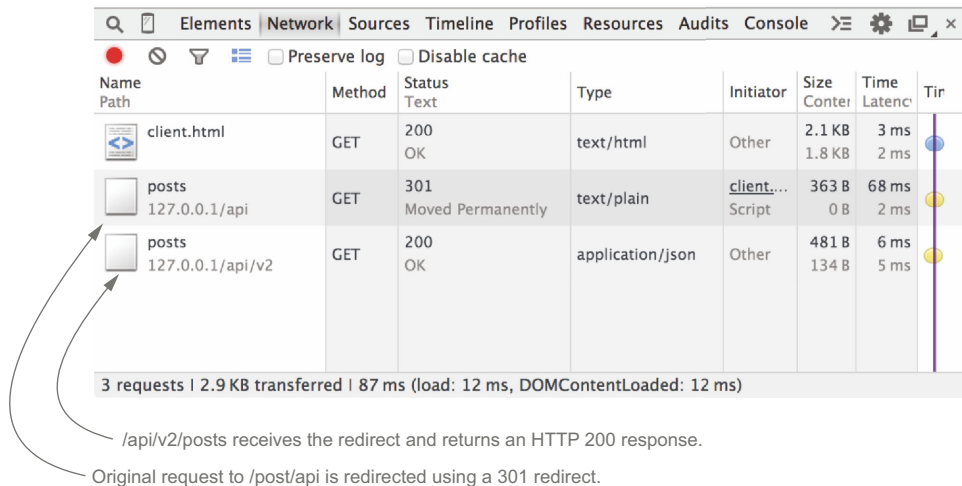 Elements Network Sources Timeline Profiles Resources Audits Console
Preserve log Disable cache
Name Method Status Type Initiator Size Time Tir
Path Text Conter Latency
client.html GET 200 text/html Other 2.1 KB 3 ms
OK 1.8 KB 2 ms
posts GET 301 text/plain client.... 363 B 68 ms
127.0.0.1/api Moved Permanently Script 0 B 2 ms
posts GET 200 application/json Other 481 B 6 ms
127.0.0.1/api/v2 OK 134 B 5 ms
3 requests | 2.9 KB transferred | 87 ms (load: 12 ms, DOMContentLoaded: 12 ms)
/api/v2/posts receives the redirect and returns an HTTP 200 response.
Original request to /post/api is redirected using a 301 redirect.